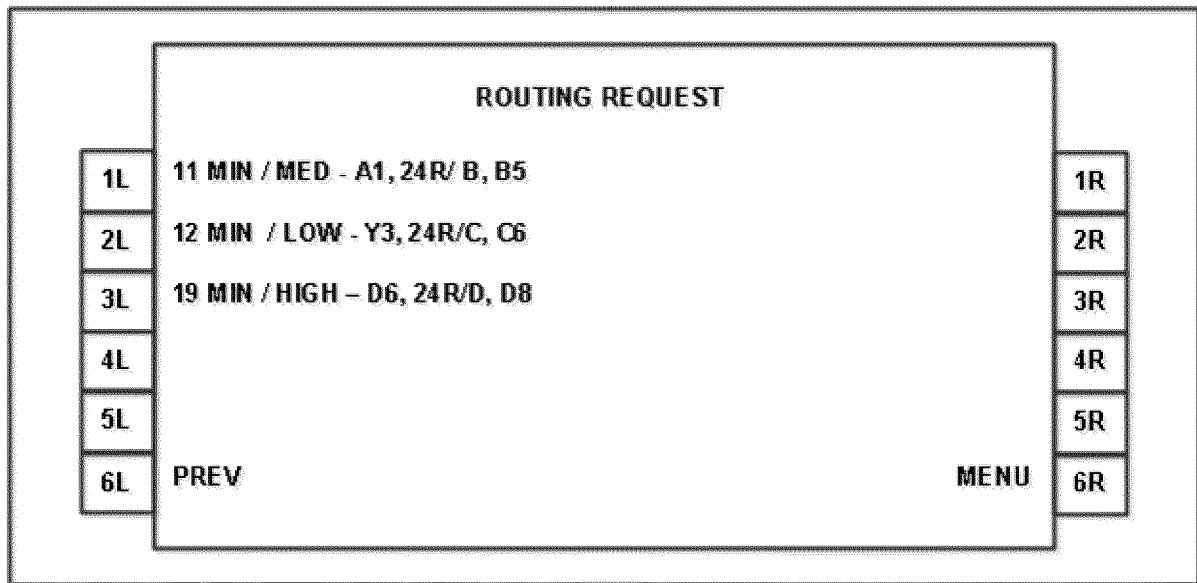 ROUTING REQUEST
1L 11 MIN / MED - A1, 24R/ B, B5 1R
2L 12 MIN / LOW - Y3, 24R/C, C6 2R
3L 19 MIN / HIGH – D6, 24R/D, D8 3R
4L 4R
5L 5R
6L PREV MENU 6R